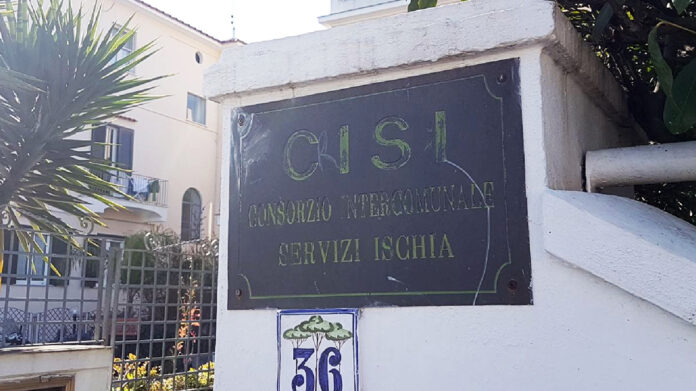 CISI
CONSORZIO INTERCOMUNALE
SERVIZI ISCHIA
36